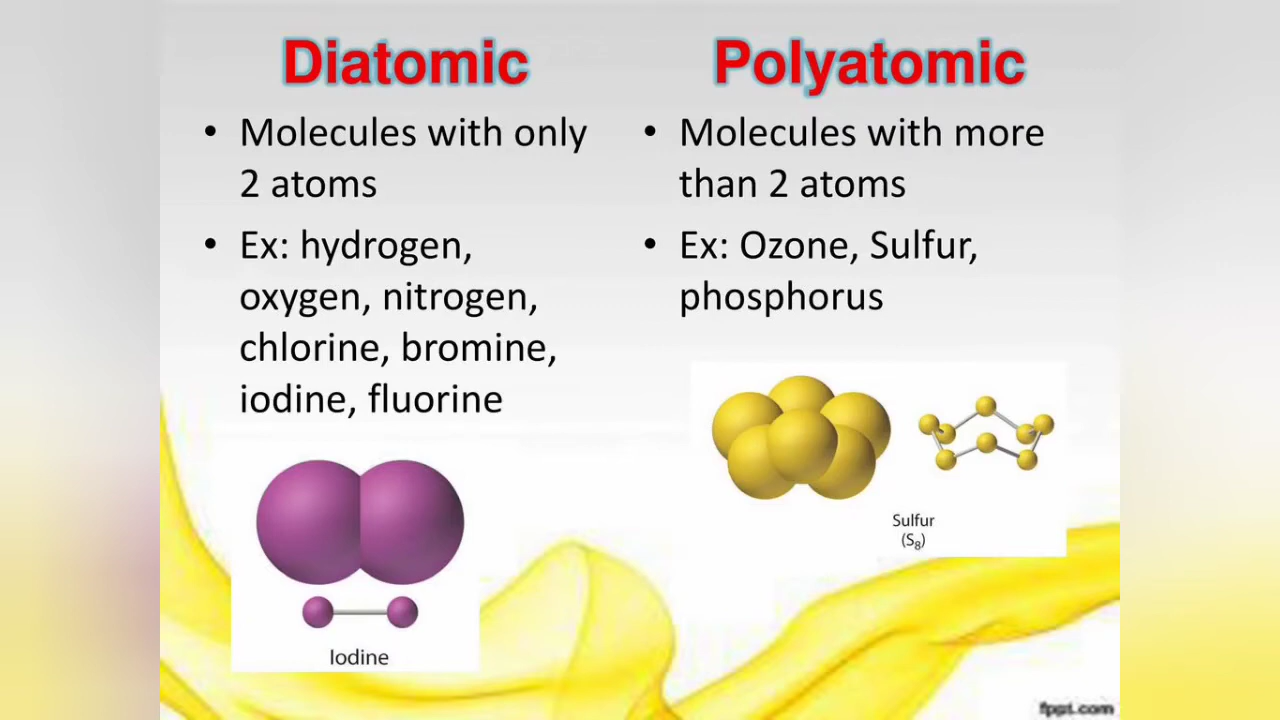 Diatomic
• Molecules with only
2 atoms
• Ex: hydrogen,
oxygen, nitrogen,
chlorine, bromine,
iodine, fluorine
Iodine
Polyatomic
• Molecules with more
than 2 atoms
• Ex: Ozone, Sulfur,
phosphorus
Sulfur
(S₈)
fppt.com